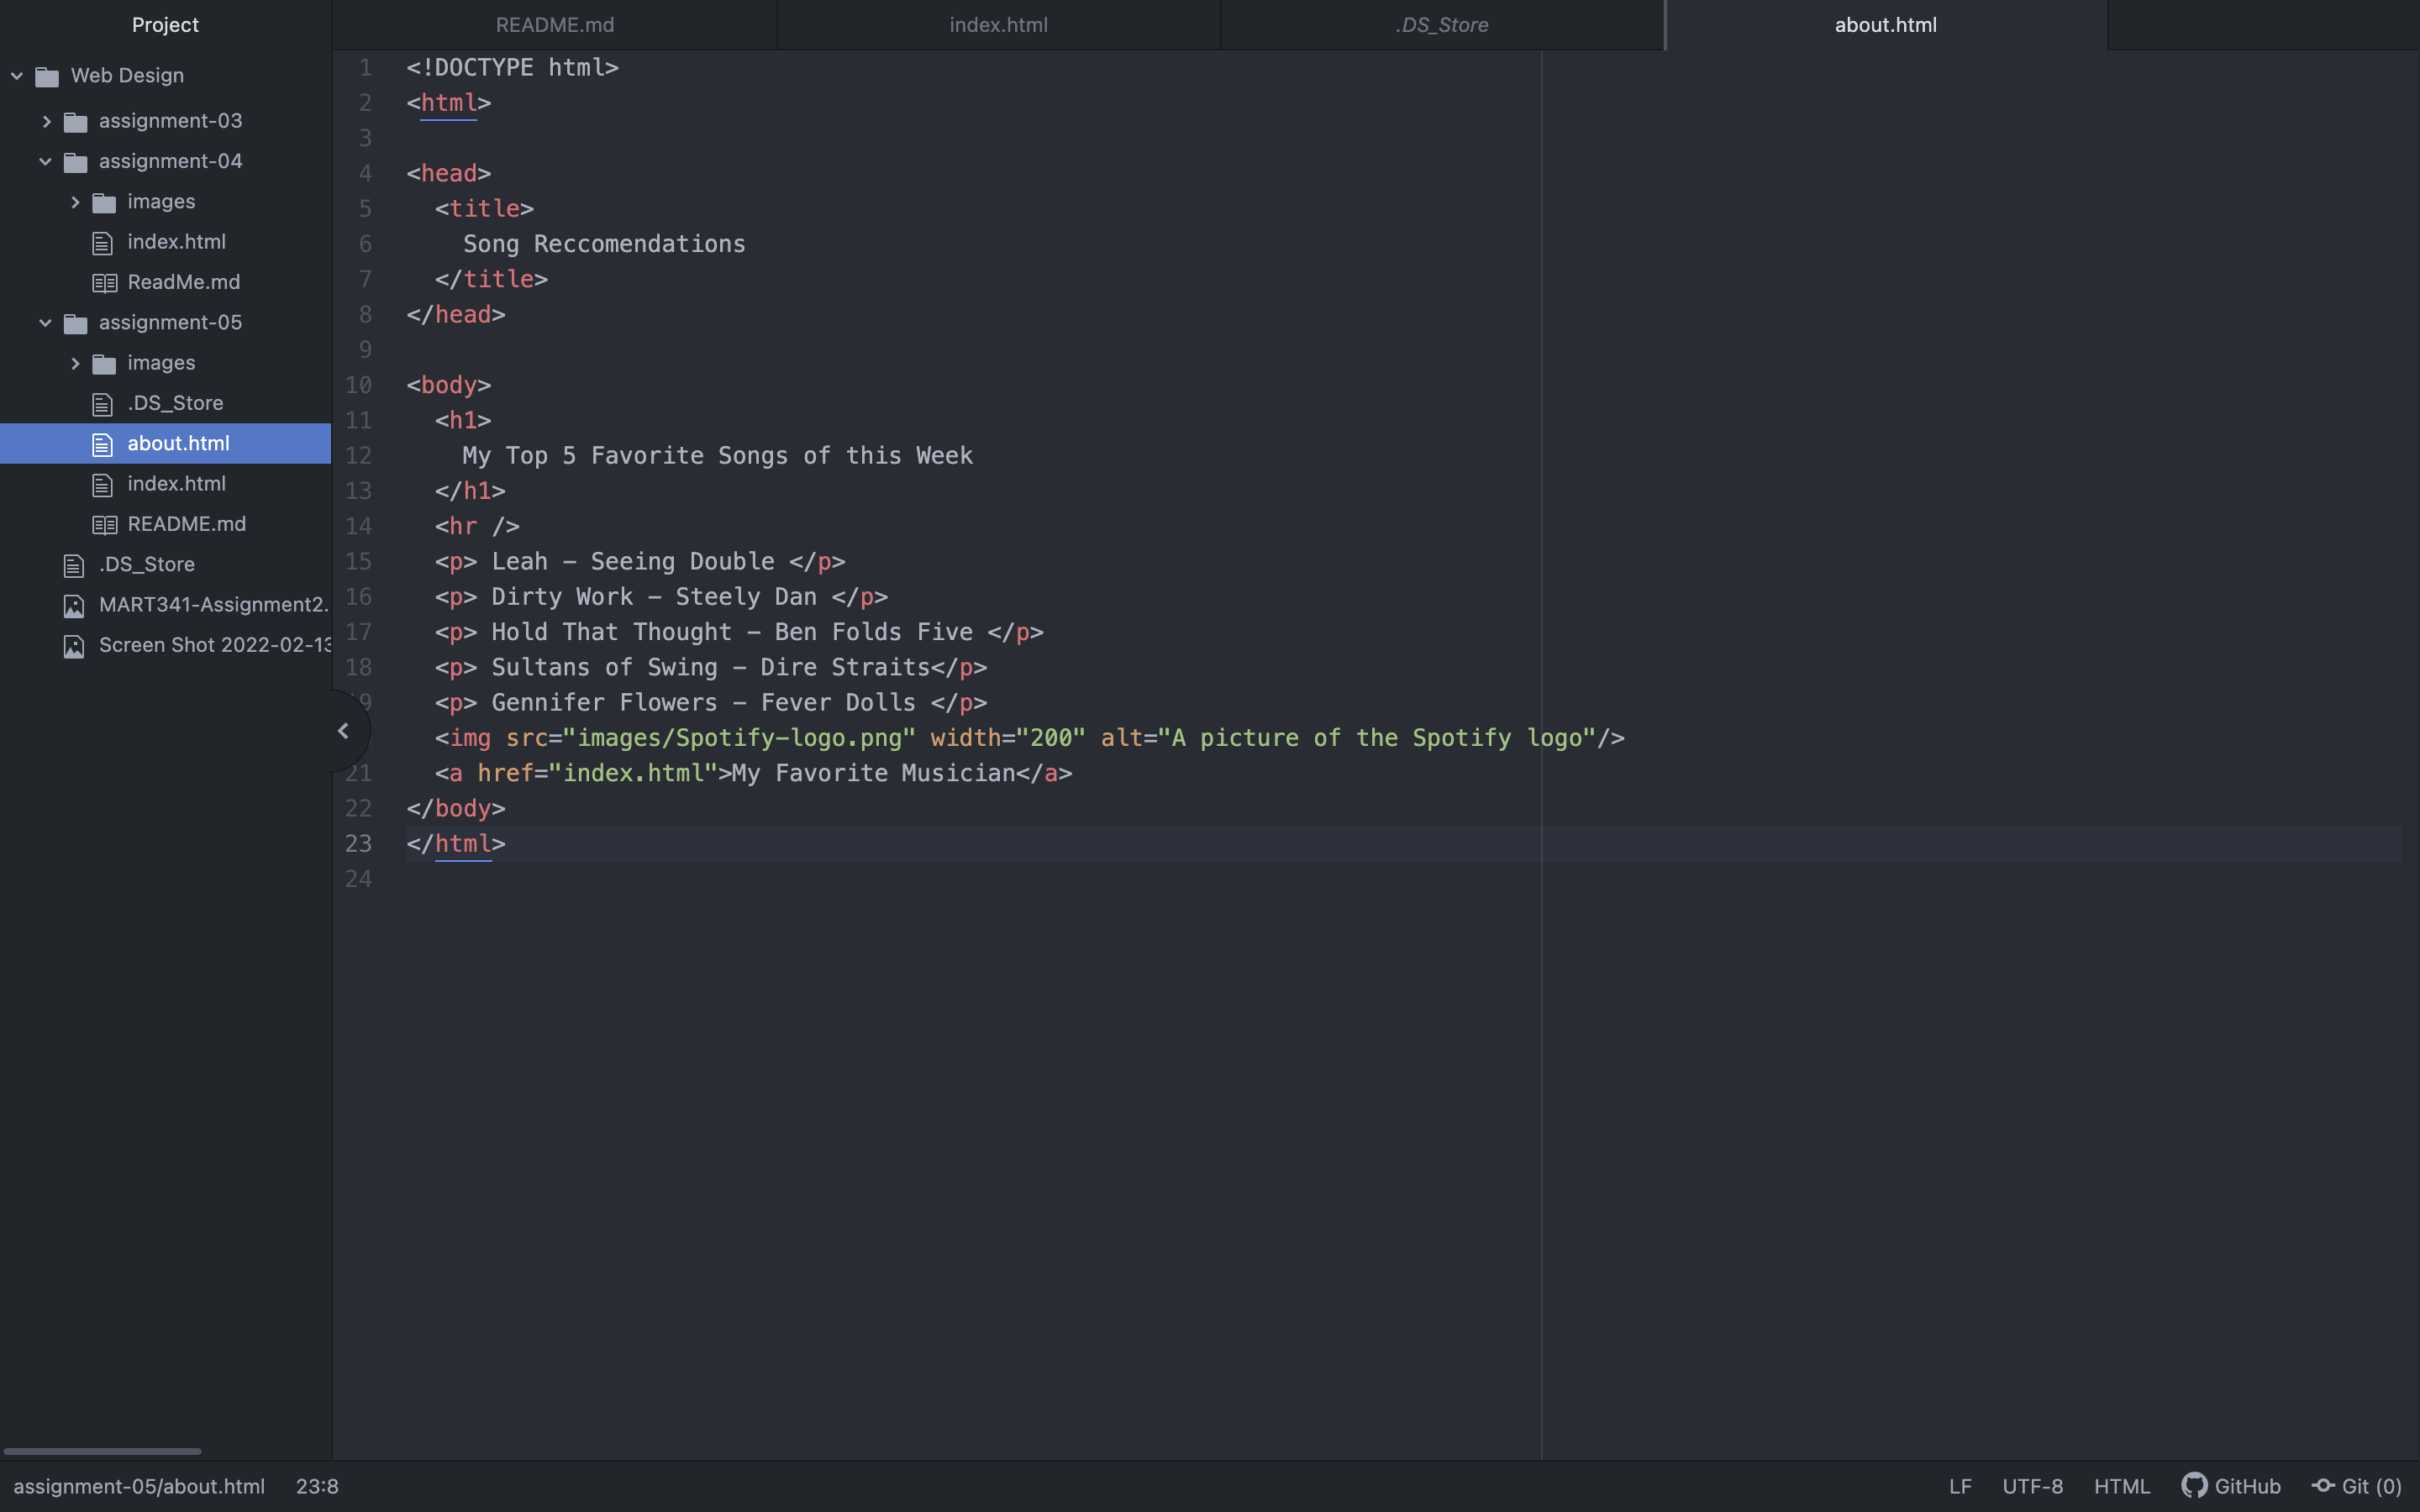 Project
README.md
index.html
.DS_Store
about.html
Web Design
assignment-03
assignment-04
images
index.html
ReadMe.md
assignment-05
images
.DS_Store
about.html
index.html
README.md
.DS_Store
MART341-Assignment2.
Screen Shot 2022-02-13
1 <!DOCTYPE html>
2 <html>
3
4 <head>
5 <title>
6 Song Reccomendations
7 </title>
8 </head>
9
10 <body>
11 <h1>
12 My Top 5 Favorite Songs of this Week
13 </h1>
14 <hr />
15 <p> Leah - Seeing Double </p>
16 <p> Dirty Work - Steely Dan </p>
17 <p> Hold That Thought - Ben Folds Five </p>
18 <p> Sultans of Swing - Dire Straits</p>
9 <p> Gennifer Flowers - Fever Dolls </p>
<img src="images/Spotify-logo.png" width="200" alt="A picture of the Spotify logo"/>
21 <a href="index.html">My Favorite Musician</a>
22 </body>
23 </html>
24
assignment-05/about.html 23:8
LF UTF-8 HTML GitHub Git (0)